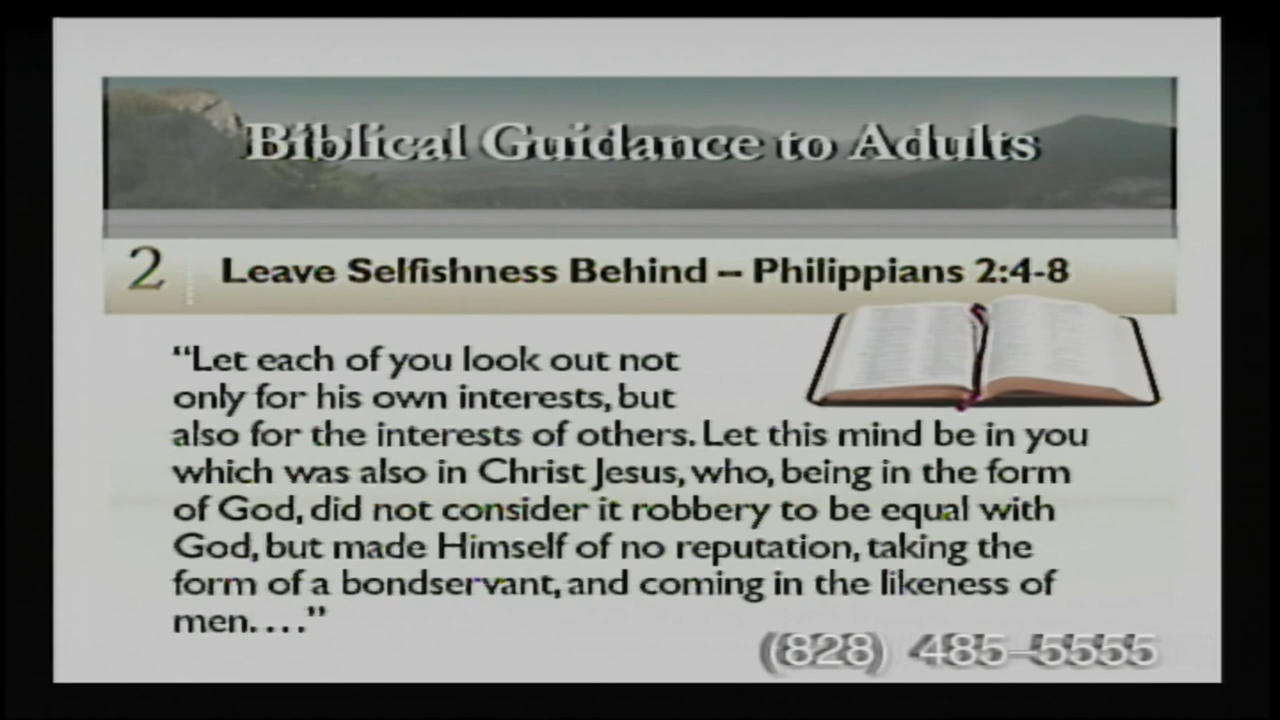 Biblical Guidance to Adults
2 Leave Selfishness Behind – Philippians 2:4-8
“Let each of you look out not
only for his own interests, but
also for the interests of others. Let this mind be in you
which was also in Christ Jesus, who, being in the form
of God, did not consider it robbery to be equal with
God, but made Himself of no reputation, taking the
form of a bondservant, and coming in the likeness of
men. . . .”
(828) 485–5555